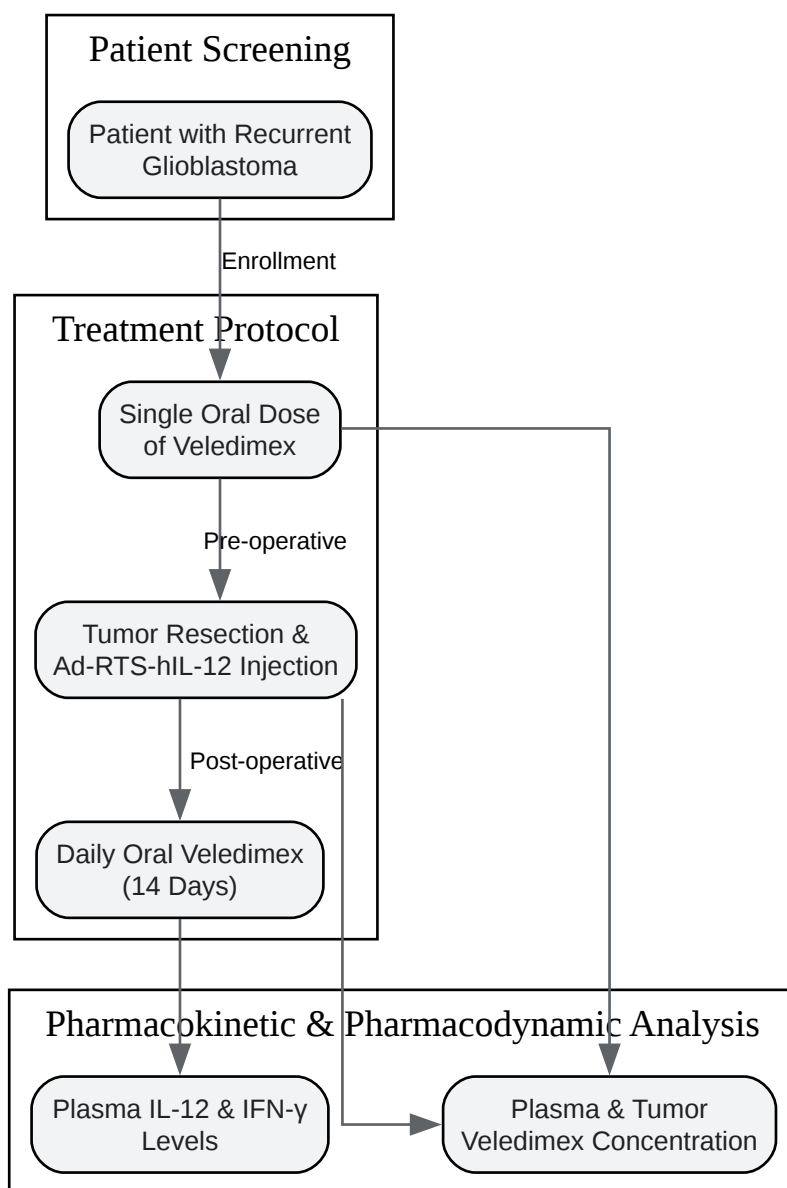 Patient Screening
Patient with Recurrent
Glioblastoma
Enrollment
Treatment Protocol
Single Oral Dose
of Veledimex
Pre-operative
Tumor Resection &
Ad-RTS-hIL-12 Injection
Post-operative
Daily Oral Veledimex
(14 Days)
Pharmacokinetic & Pharmacodynamic Analysis
Plasma IL-12 & IFN-γ
Levels
Plasma & Tumor
Veledimex Concentration